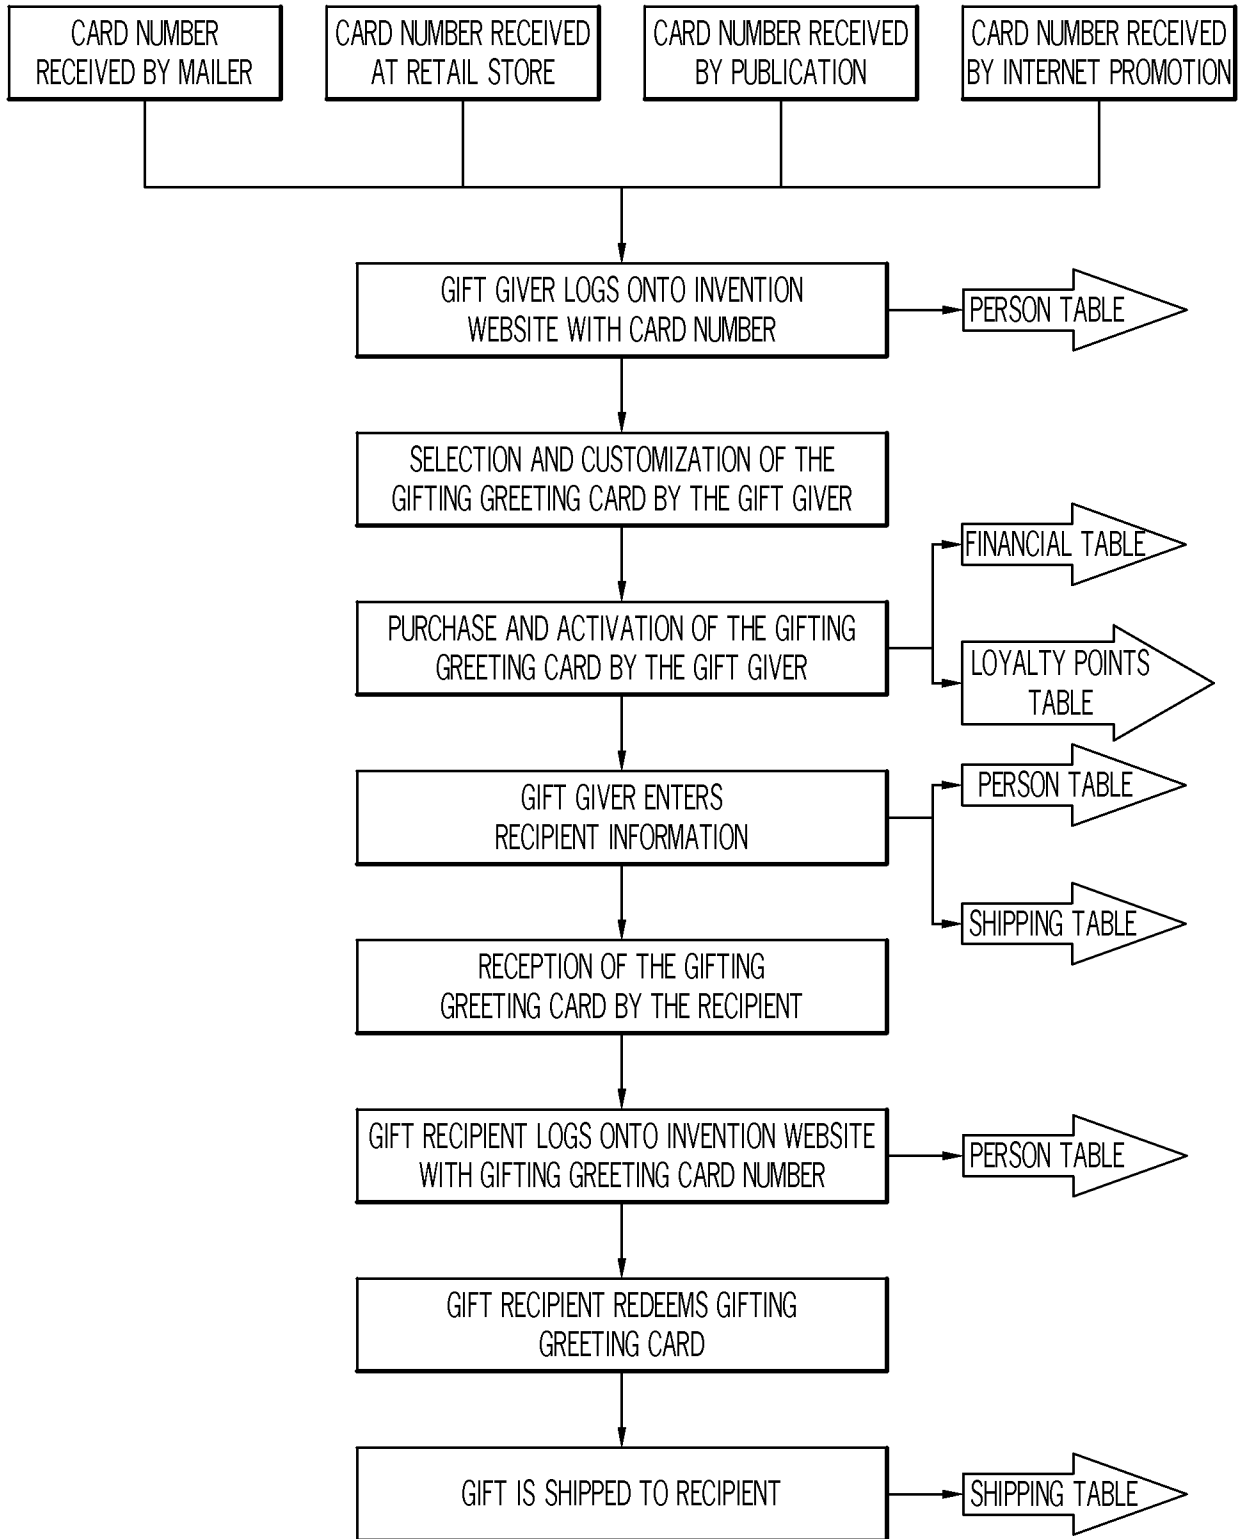 CARD NUMBER
RECEIVED BY MAILER
CARD NUMBER RECEIVED
AT RETAIL STORE
CARD NUMBER RECEIVED
BY PUBLICATION
CARD NUMBER RECEIVED
BY INTERNET PROMOTION
GIFT GIVER LOGS ONTO INVENTION
WEBSITE WITH CARD NUMBER
PERSON TABLE
SELECTION AND CUSTOMIZATION OF THE
GIFTING GREETING CARD BY THE GIFT GIVER
PURCHASE AND ACTIVATION OF THE GIFTING
GREETING CARD BY THE GIFT GIVER
FINANCIAL TABLE
LOYALTY POINTS
TABLE
GIFT GIVER ENTERS
RECIPIENT INFORMATION
PERSON TABLE
SHIPPING TABLE
RECEPTION OF THE GIFTING
GREETING CARD BY THE RECIPIENT
GIFT RECIPIENT LOGS ONTO INVENTION WEBSITE
WITH GIFTING GREETING CARD NUMBER
PERSON TABLE
GIFT RECIPIENT REDEEMS GIFTING
GREETING CARD
GIFT IS SHIPPED TO RECIPIENT
SHIPPING TABLE